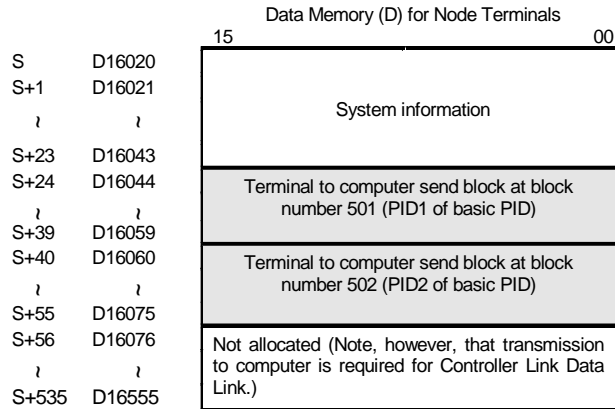 Data Memory (D) for Node Terminals
15 00
S D16020
S+1 D16021
≀ ≀
System information
S+23 D16043
S+24 D16044
Terminal to computer send block at block
number 501 (PID1 of basic PID)
≀ ≀
S+39 D16059
S+40 D16060
Terminal to computer send block at block
number 502 (PID2 of basic PID)
≀ ≀
S+55 D16075
S+56 D16076
Not allocated (Note, however, that transmission
to computer is required for Controller Link Data
Link.)
≀ ≀
S+535 D16555